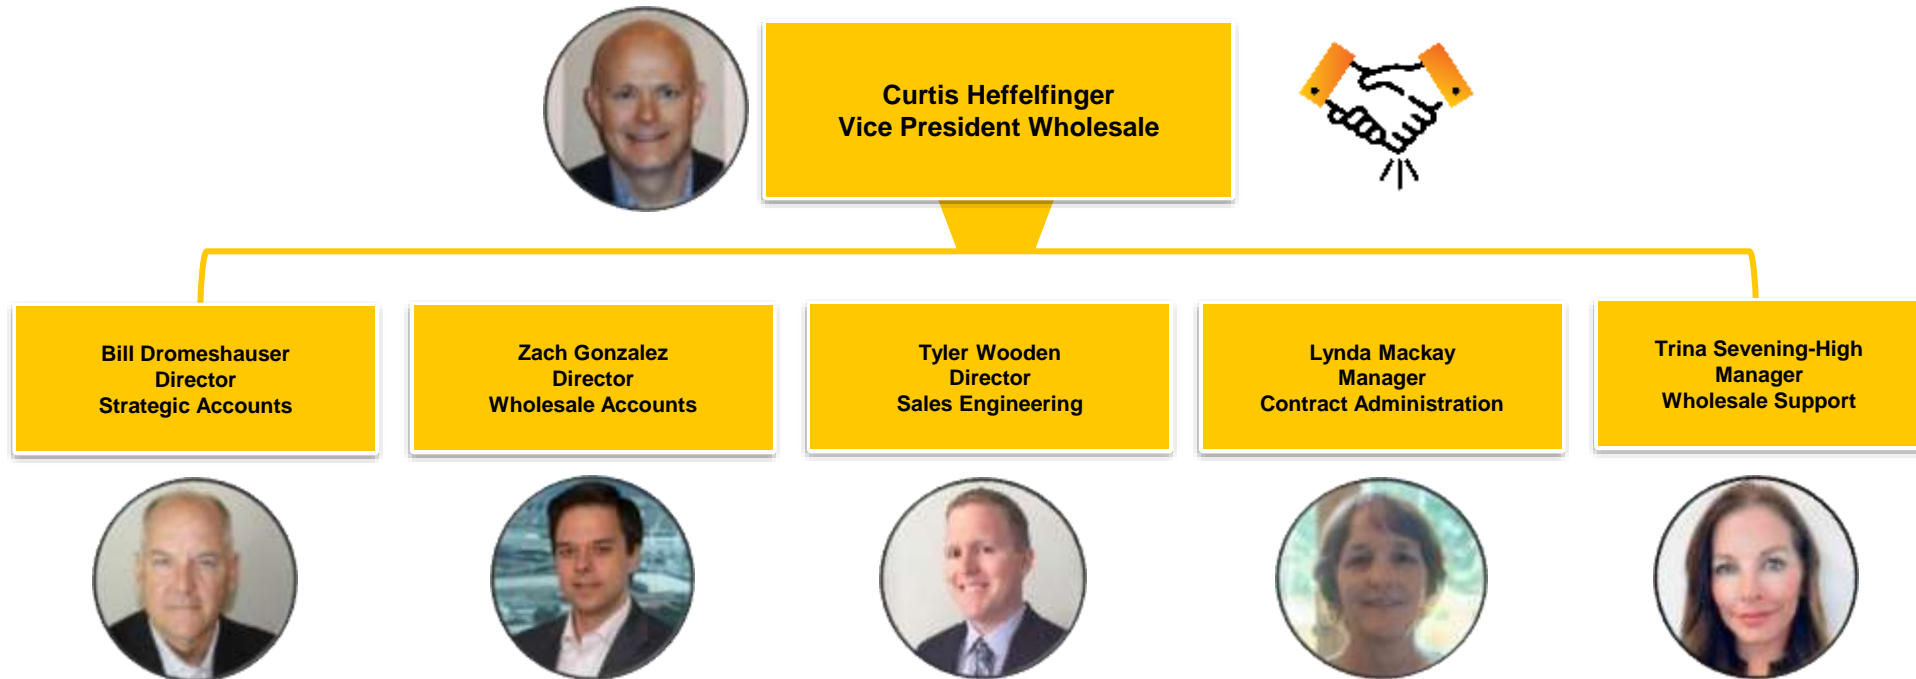 Curtis Heffelfinger
Vice President Wholesale
Bill Dromeshauser
Director
Strategic Accounts
Zach Gonzalez
Director
Wholesale Accounts
Tyler Wooden
Director
Sales Engineering
Lynda Mackay
Manager
Contract Administration
Trina Sevening-High
Manager
Wholesale Support